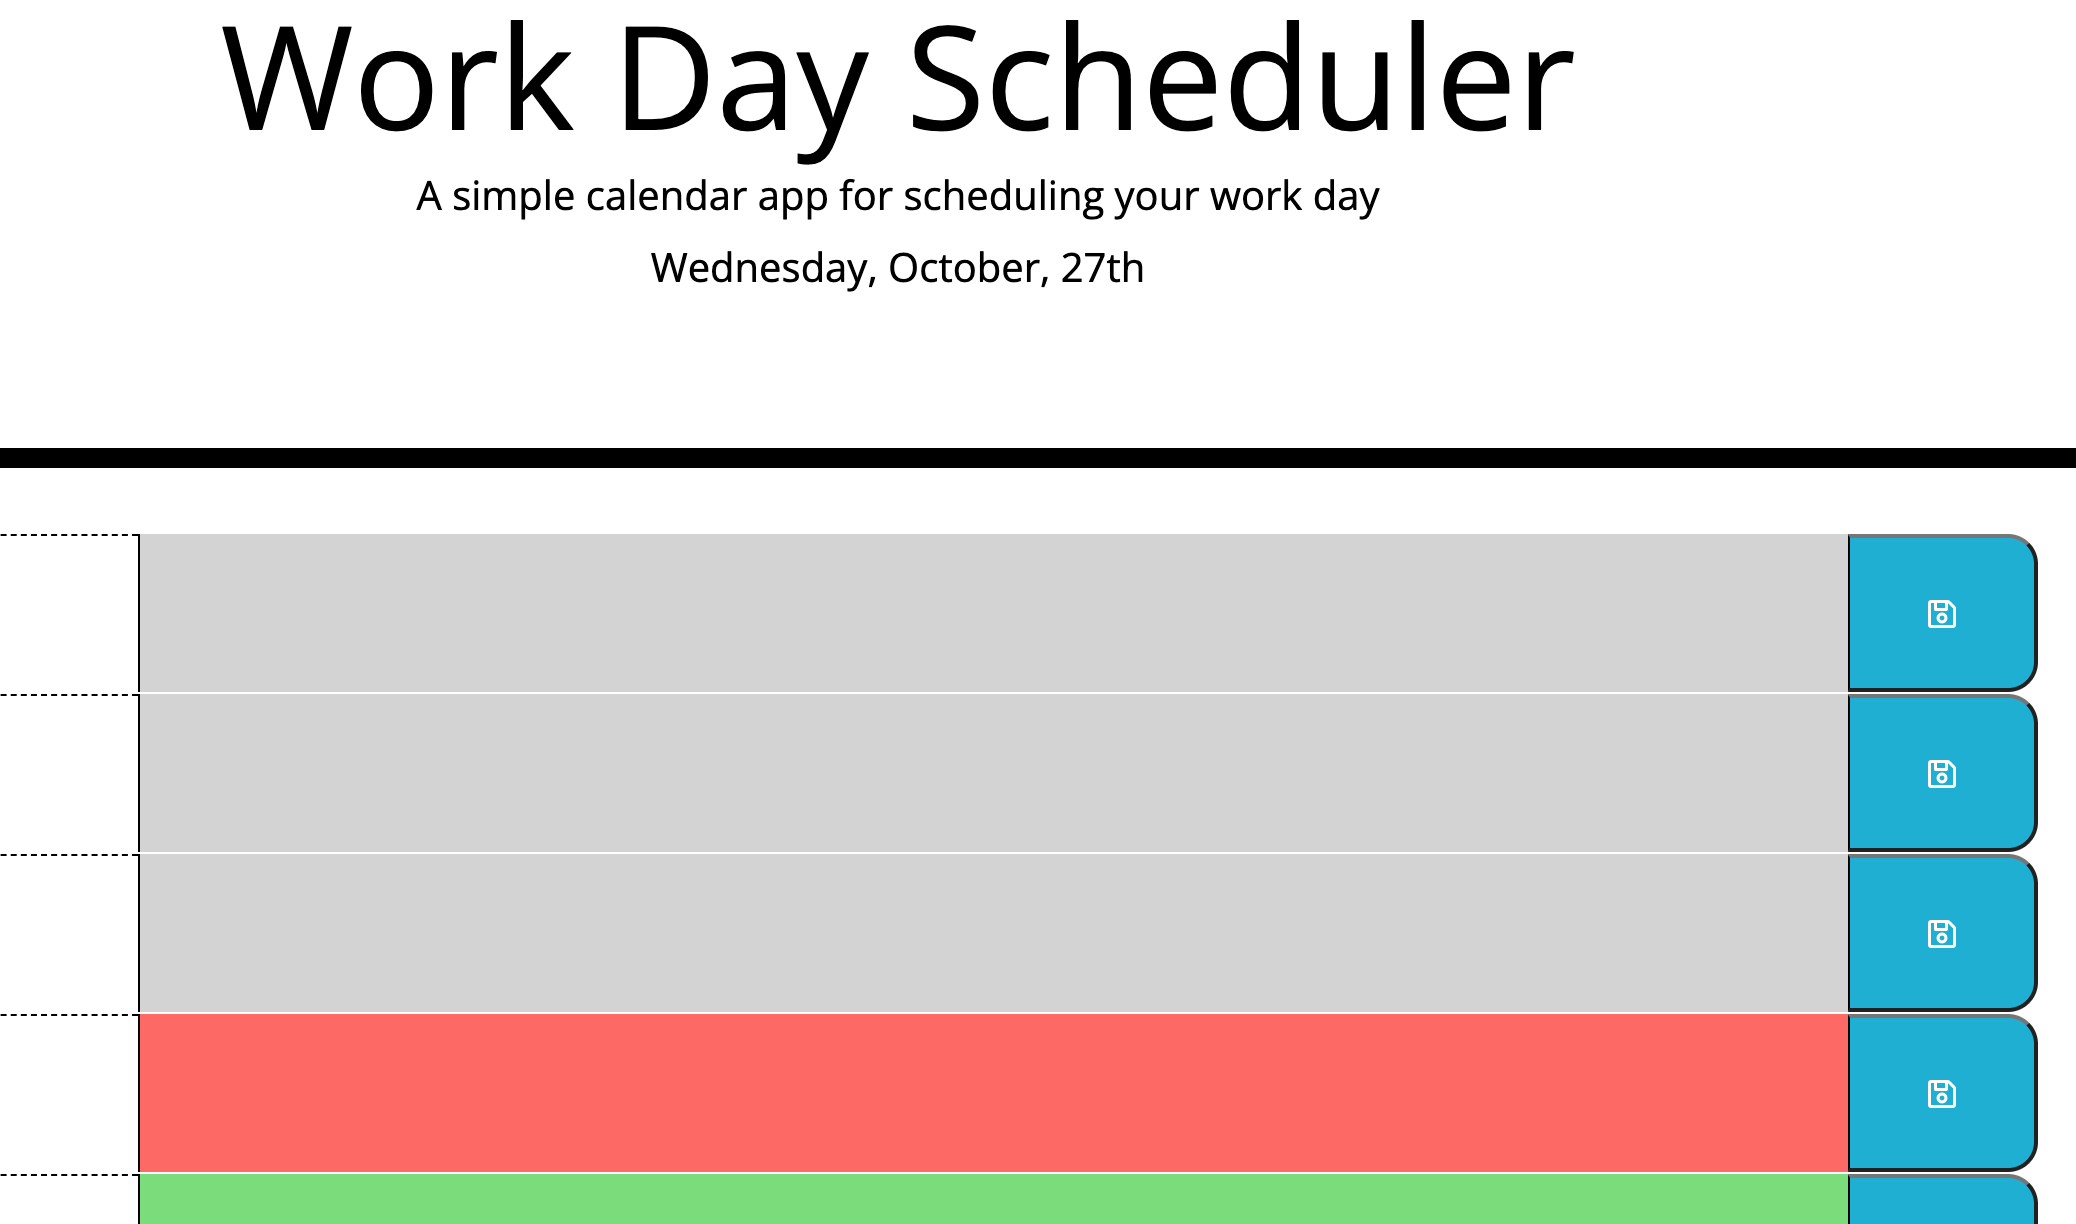 Work Day Scheduler
A simple calendar app for scheduling your work day
Wednesday, October, 27th